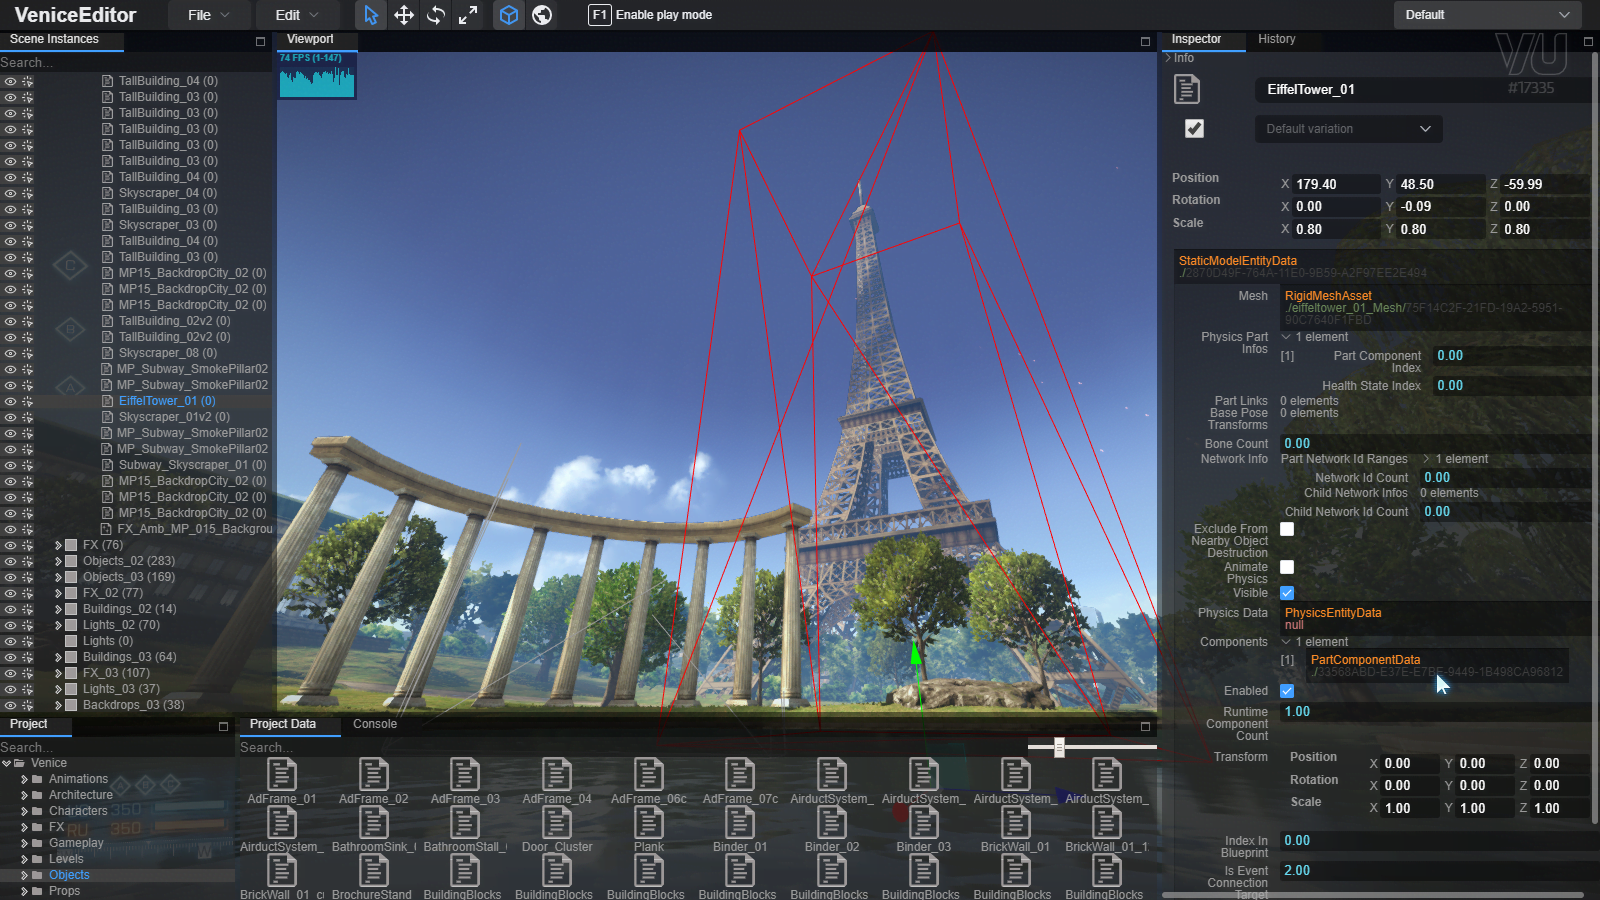 VeniceEditor
File
Edit
F1 Enable play mode
Default
Scene Instances
Search...
TallBuilding_04 (0)
TallBuilding_03 (0)
TallBuilding_03 (0)
TallBuilding_03 (0)
TallBuilding_03 (0)
TallBuilding_03 (0)
TallBuilding_04 (0)
Skyscraper_04 (0)
TallBuilding_03 (0)
Skyscraper_03 (0)
TallBuilding_04 (0)
TallBuilding_03 (0)
MP15_BackdropCity_02 (0)
MP15_BackdropCity_02 (0)
MP15_BackdropCity_02 (0)
TallBuilding_02v2 (0)
TallBuilding_02v2 (0)
Skyscraper_08 (0)
MP_Subway_SmokePillar02
MP_Subway_SmokePillar02
EiffelTower_01 (0)
Skyscraper_01v2 (0)
MP_Subway_SmokePillar02
MP_Subway_SmokePillar02
Subway_Skyscraper_01 (0)
MP15_BackdropCity_02 (0)
MP15_BackdropCity_02 (0)
MP15_BackdropCity_02 (0)
FX_Amb_MP_015_Backgrou
FX (76)
Objects_02 (283)
Objects_03 (169)
FX_02 (77)
Buildings_02 (14)
Lights_02 (70)
Lights (0)
Buildings_03 (64)
FX_03 (107)
Lights_03 (37)
Backdrops_03 (38)
C
B
A
Viewport
74 FPS (1-147)
Inspector
History
VU
#17335
Info
EiffelTower_01
Default variation
Position X 179.40 Y 48.50 Z -59.99
Rotation X 0.00 Y -0.09 Z 0.00
Scale X 0.80 Y 0.80 Z 0.80
StaticModelEntityData
./2870D49F-764A-11E0-9B59-A2F97EE2E494
Mesh RigidMeshAsset
./eiffeltower_01_Mesh/75F14C2F-21FD-19A2-5951-
90C7640F1FBD
Physics Part Infos 1 element
[1] Part Component Index 0.00
Health State Index 0.00
Part Links 0 elements
Base Pose Transforms 0 elements
Bone Count 0.00
Network Info Part Network Id Ranges 1 element
Network Id Count 0.00
Child Network Infos 0 elements
Child Network Id Count 0.00
Exclude From Nearby Object Destruction
Animate Physics
Visible
Physics Data PhysicsEntityData
null
Components 1 element
[1] PartComponentData
./33568ABD-E37E-E7BE-9449-1B498CA96812
Enabled
Runtime Component Count 1.00
Transform Position X 0.00 Y 0.00 Z 0.00
Rotation X 0.00 Y 0.00 Z 0.00
Scale X 1.00 Y 1.00 Z 1.00
Index In Blueprint 0.00
Is Event Connection Target 2.00
Project
Search...
Venice
Animations
Architecture
Characters
FX
Gameplay
Levels
Objects
Props
A B C
350
RU 350
Project Data
Console
Search...
AdFrame_01 AdFrame_02 AdFrame_03 AdFrame_04 AdFrame_06c AdFrame_07c AirductSystem_ AirductSystem_ AirductSystem_ AirductSystem_
AirductSystem_ BathroomSink_ BathroomStall_ Door_Cluster Plank Binder_01 Binder_02 Binder_03 BrickWall_01 BrickWall_01_1
BrickWall_01_c BrochureStand BuildingBlocks BuildingBlocks BuildingBlocks BuildingBlocks BuildingBlocks BuildingBlocks BuildingBlocks BuildingBlocks